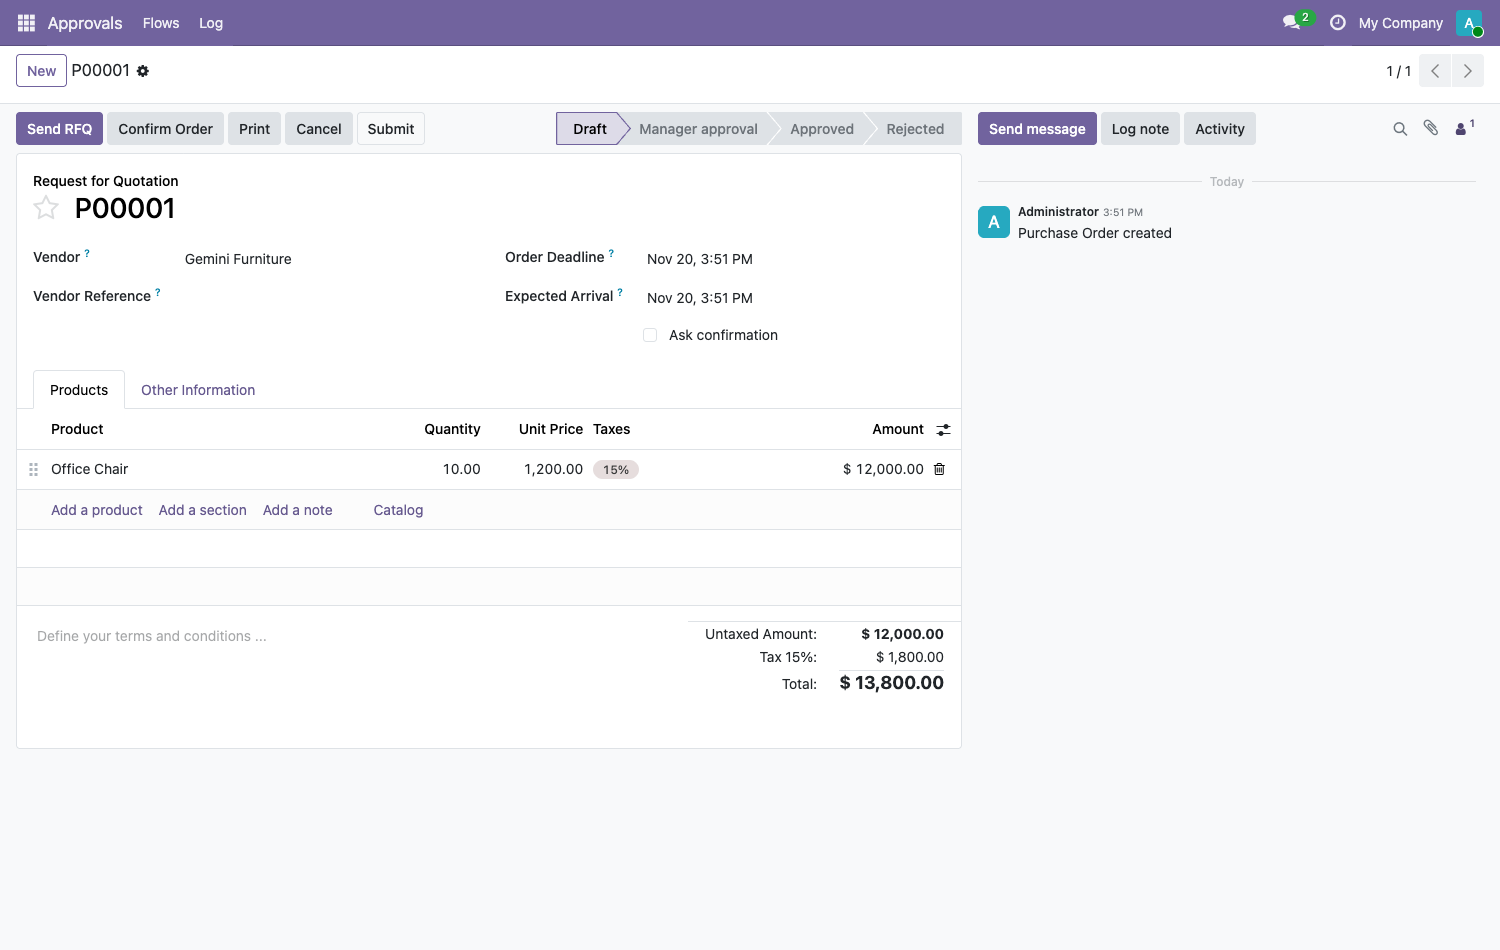 Approvals Flows Log 2 My Company A
New P00001 1 / 1
Send RFQ Confirm Order Print Cancel Submit Draft Manager approval Approved Rejected Send message Log note Activity 1
Request for Quotation
P00001
Vendor ? Gemini Furniture Order Deadline ? Nov 20, 3:51 PM
Vendor Reference ? Expected Arrival ? Nov 20, 3:51 PM
Ask confirmation
Products Other Information
Product Quantity Unit Price Taxes Amount
Office Chair 10.00 1,200.00 15% $ 12,000.00
Add a product Add a section Add a note Catalog
Define your terms and conditions ...
Untaxed Amount: $ 12,000.00
Tax 15%: $ 1,800.00
Total: $ 13,800.00
Today
A Administrator 3:51 PM
Purchase Order created